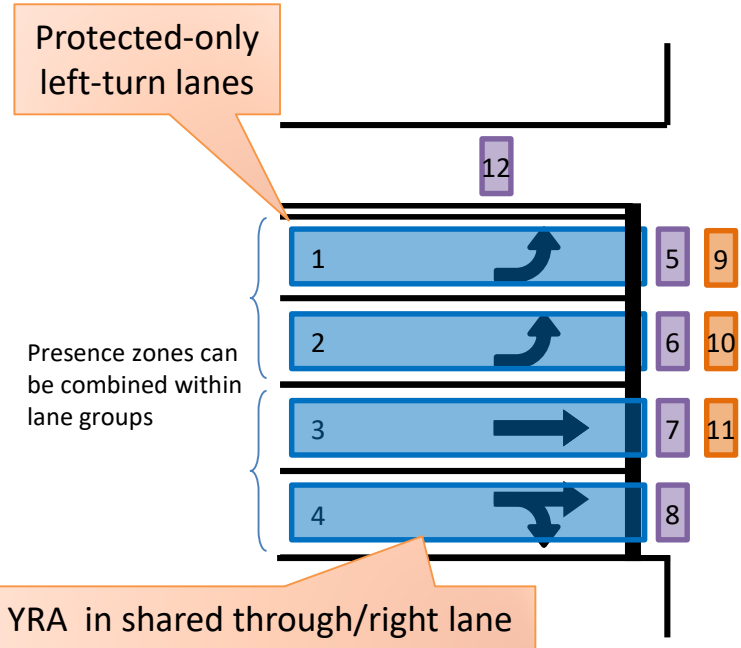 Protected-only
left-turn lanes
12
1
5
9
2
6
10
Presence zones can
be combined within
lane groups
3
7
11
4
8
YRA in shared through/right lane